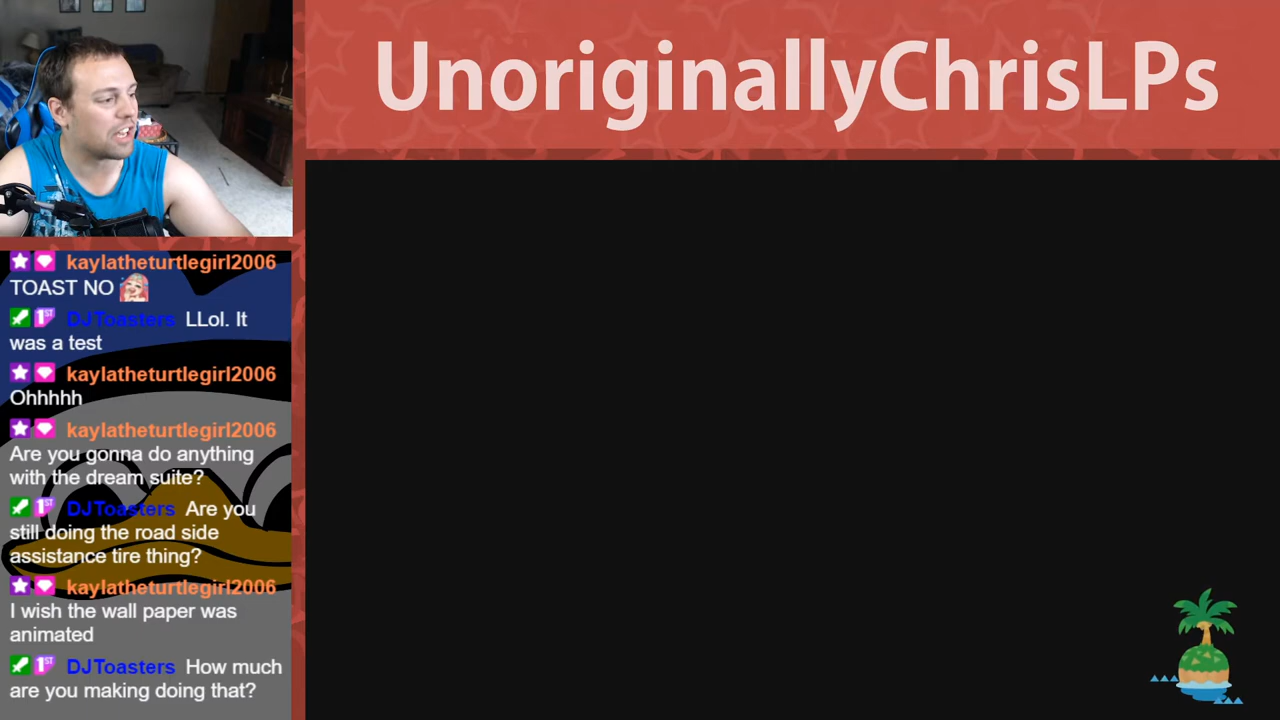 UnoriginallyChrisLPs
kaylatheturtlegirl2006
TOAST NO
DJToasters LLol. It
was a test
kaylatheturtlegirl2006
Ohhhhh
kaylatheturtlegirl2006
Are you gonna do anything
with the dream suite?
1ST DJToasters Are you
still doing the road side
assistance tire thing?
kaylatheturtlegirl2006
I wish the wall paper was
animated
1ST DJToasters How much
are you making doing that?